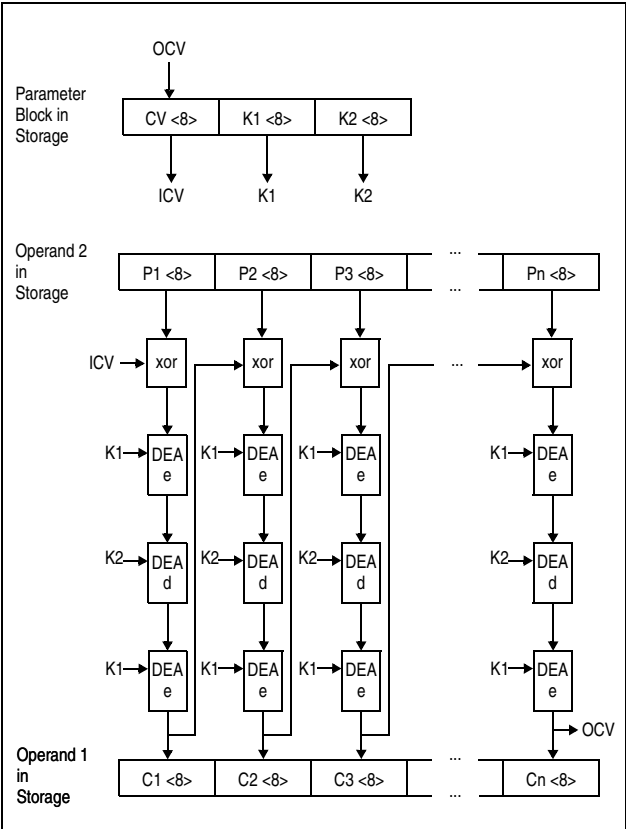 OCV
Parameter
Block in
Storage
CV <8> K1 <8> K2 <8>
ICV K1 K2
Operand 2
in
Storage
...
P1 <8> P2 <8> P3 <8> Pn <8>
...
ICV xor xor xor ... xor
K1 DEA K1 DEA K1 DEA K1 DEA
e e e e
K2 DEA K2 DEA K2 DEA K2 DEA
d d d d
K1 DEA K1 DEA K1 DEA K1 DEA
e e e e
OCV
Operand 1
in
Storage
...
C1 <8> C2 <8> C3 <8> Cn <8>
...